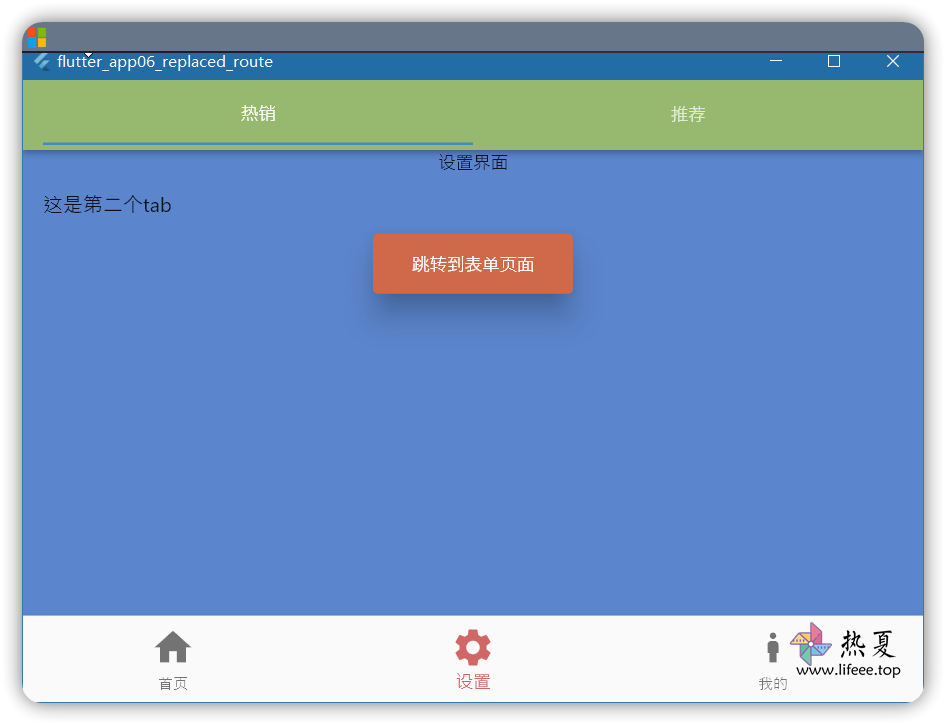 flutter_app06_replaced_route
热销
推荐
设置界面
这是第二个tab
跳转到表单页面
首页
设置
我的
热夏
www.lifeee.top